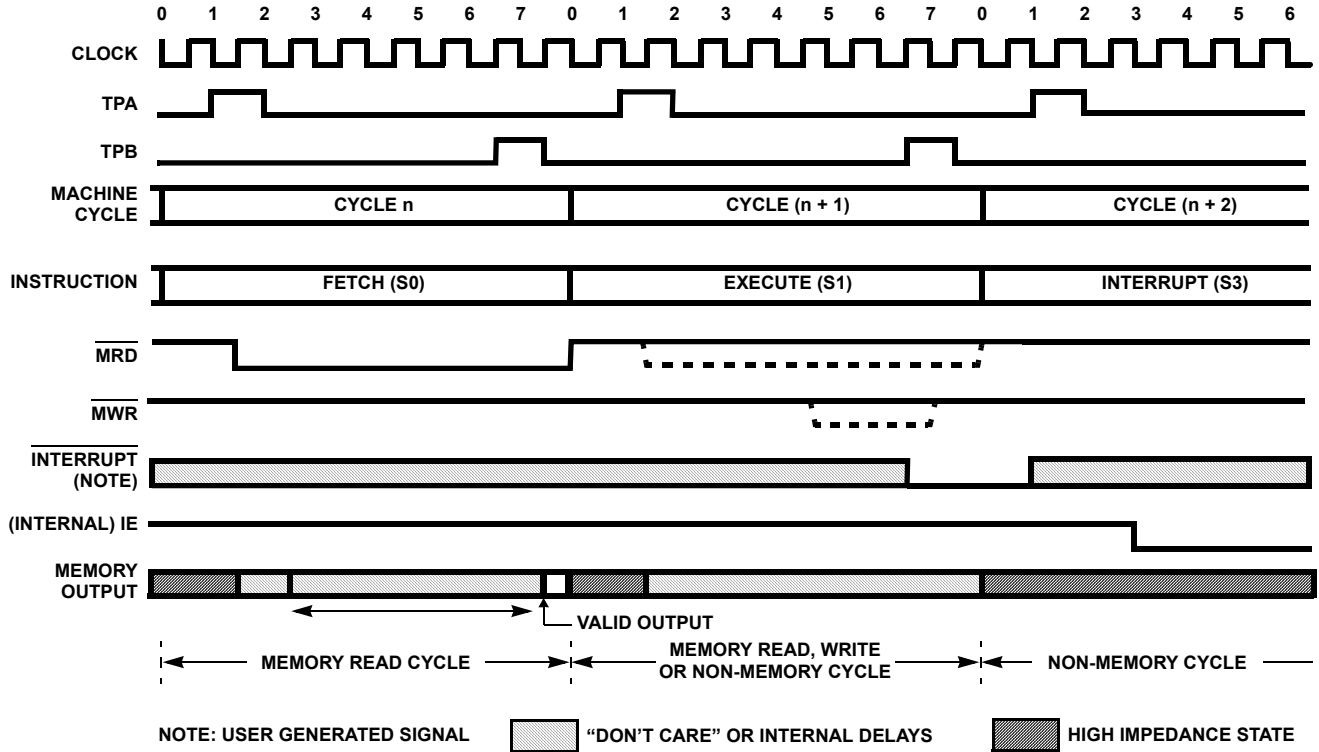 0 1 2 3 4 5 6 7 0 1 2 3 4 5 6 7 0 1 2 3 4 5 6
CLOCK
TPA
TPB
MACHINE
CYCLE
CYCLE n
CYCLE (n + 1)
CYCLE (n + 2)
INSTRUCTION
FETCH (S0)
EXECUTE (S1)
INTERRUPT (S3)
MRD
MWR
INTERRUPT
(NOTE)
(INTERNAL) IE
MEMORY
OUTPUT
VALID OUTPUT
MEMORY READ CYCLE
MEMORY READ, WRITE
OR NON-MEMORY CYCLE
NON-MEMORY CYCLE
NOTE: USER GENERATED SIGNAL
“DON’T CARE” OR INTERNAL DELAYS
HIGH IMPEDANCE STATE